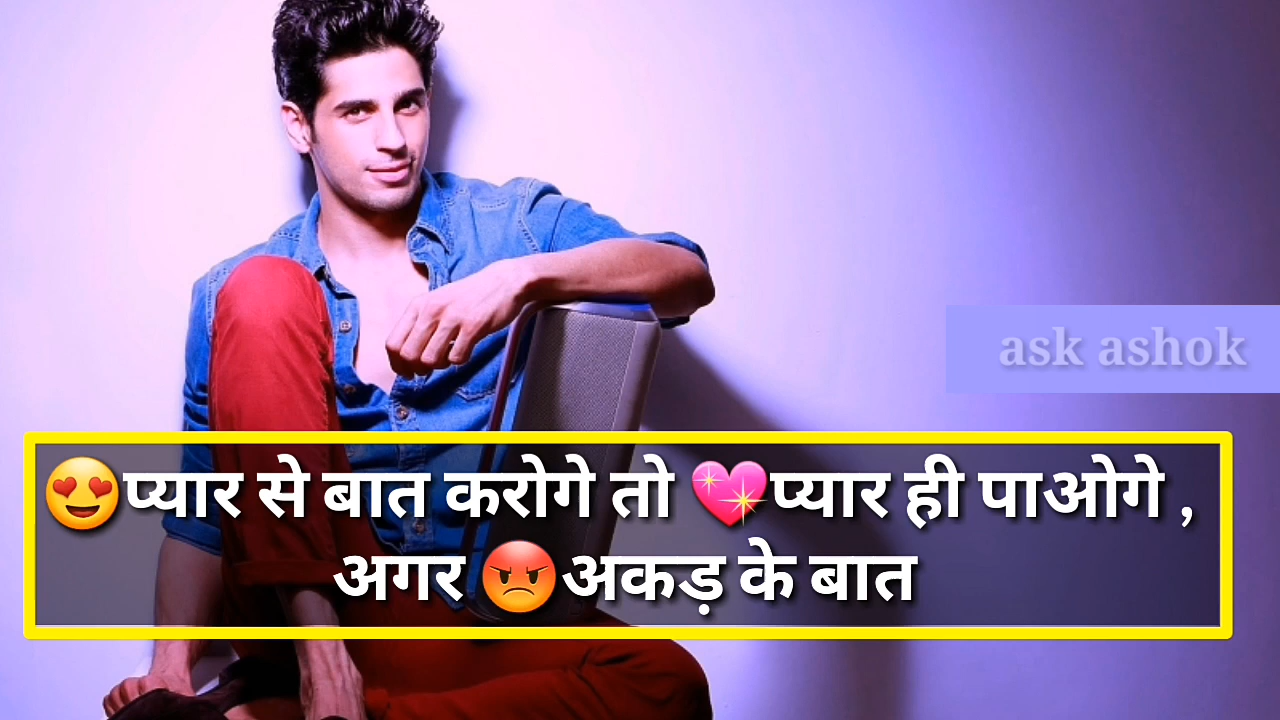 ask ashok
😍प्यार से बात करोगे तो 💖प्यार ही पाओगे ,
अगर 😡अकड़ के बात